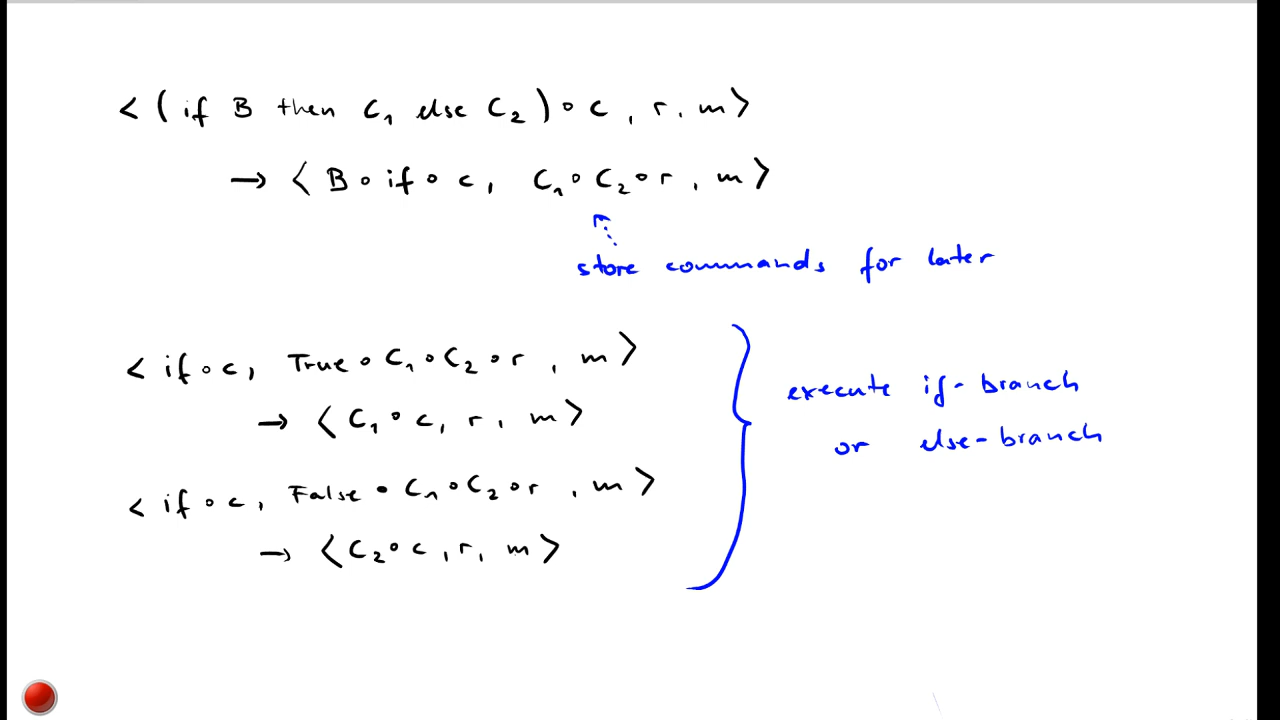 < (if B then C₁ else C₂) ∘ c, r, m >
→ < B ∘ if ∘ c, C₁ ∘ C₂ ∘ r, m >
store commands for later
< if ∘ c, True ∘ C₁ ∘ C₂ ∘ r, m >
→ < C₁ ∘ c, r, m >
execute if-branch
or else-branch
< if ∘ c, False ∘ C₁ ∘ C₂ ∘ r, m >
→ < C₂ ∘ c, r, m >